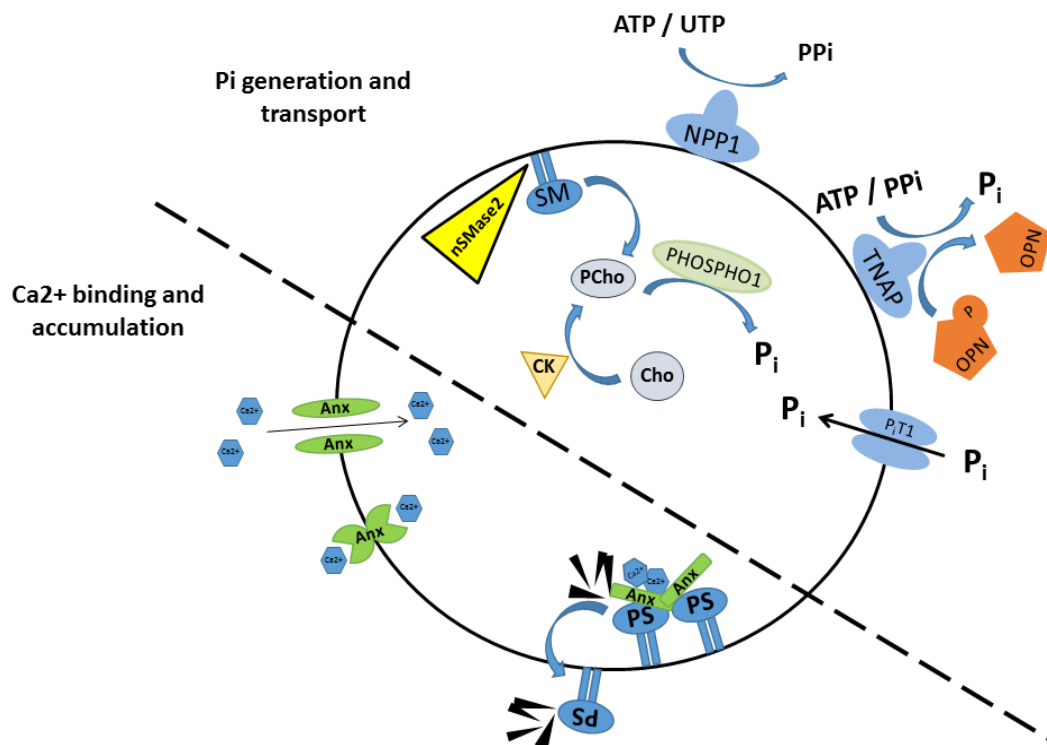 ATP / UTP
PPi
Pi generation and
transport
NPP1
SM
nSMase2
ATP / PPi
Pi
OPN
TNAP
P
OPN
PCho
PHOSPHO1
Pi
CK
Cho
Ca2+ binding and
accumulation
Ca2+
Anx
Ca2+
Ca2+
Anx
Ca2+
Pi
PiT1
Pi
Ca2+
Anx
Ca2+
Ca2+
Ca2+
Anx
Anx
PS
PS
PS